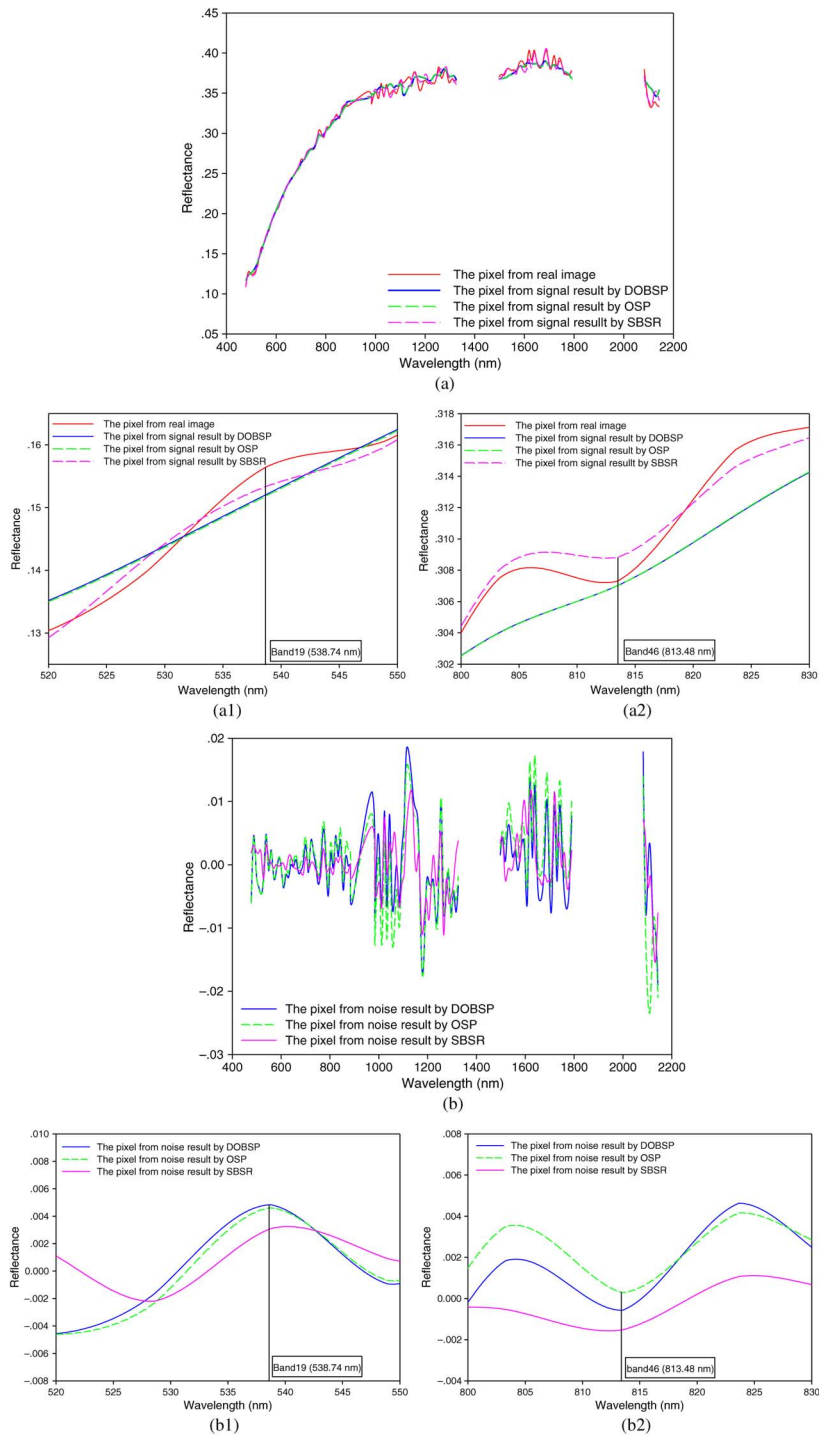 .45
.40
.35
.30
.25
.20
.15
.10
.05
Reflectance
The pixel from real image
The pixel from signal result by DOBSP
The pixel from signal result by OSP
The pixel from signal resullt by SBSR
400 600 800 1000 1200 1400 1600 1800 2000 2200
Wavelength (nm)
(a)
The pixel from real image
The pixel from signal result by DOBSP
The pixel from signal result by OSP
The pixel from signal resullt by SBSR
.16
.15
.14
.13
Reflectance
Band19 (538.74 nm)
520 525 530 535 540 545 550
Wavelength (nm)
(a1)
.318
.316
.314
.312
.310
.308
.306
.304
.302
Reflectance
The pixel from real image
The pixel from signal result by DOBSP
The pixel from signal result by OSP
The pixel from signal resullt by SBSR
Band46 (813.48 nm)
800 805 810 815 820 825 830
Wavelength (nm)
(a2)
.02
.01
0.00
−.01
−.02
−.03
Reflectance
The pixel from noise result by DOBSP
The pixel from noise result by OSP
The pixel from noise result by SBSR
400 600 800 1000 1200 1400 1600 1800 2000 2200
Wavelength (nm)
(b)
.010
.008
.006
.004
.002
0.000
−.002
−.004
−.006
−.008
Reflectance
The pixel from noise result by DOBSP
The pixel from noise result by OSP
The pixel from noise result by SBSR
Band19 (538.74 nm)
520 525 530 535 540 545 550
Wavelength (nm)
(b1)
.008
.006
.004
.002
0.000
−.002
−.004
Reflectance
The pixel from noise result by DOBSP
The pixel from noise result by OSP
The pixel from noise result by SBSR
band46 (813.48 nm)
800 805 810 815 820 825 830
Wavelength (nm)
(b2)